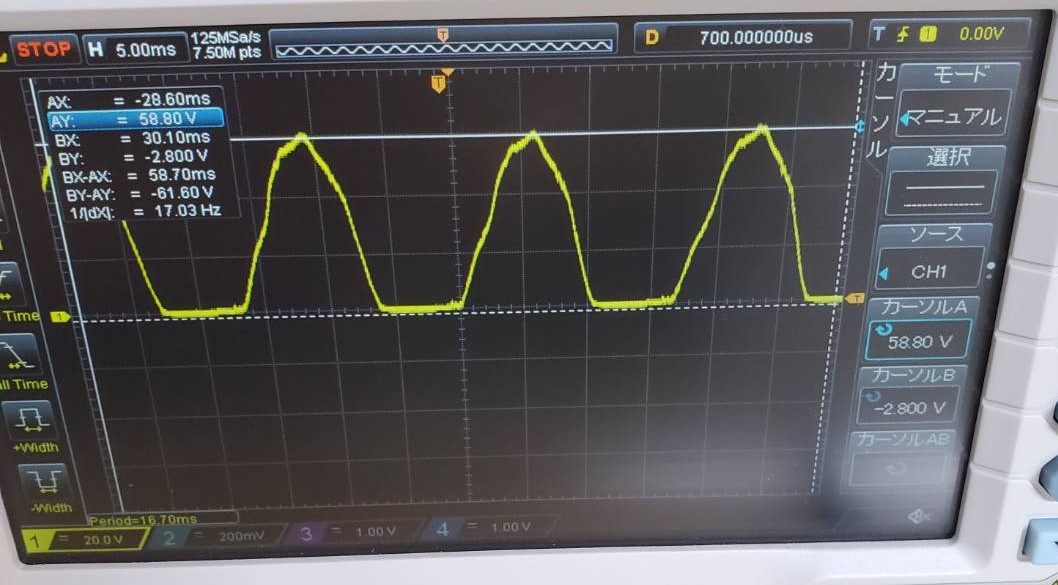 STOP H 5.00ms 125MSa/s
7.50M pts
T
D 700.000000us
T 1 0.00V
T
AX: = -28.60ms
AY: = 58.80 V
BX: = 30.10ms
BY: = -2.800 V
BX-AX: = 58.70ms
BY-AY: = -61.60 V
1/|dX|: = 17.03 Hz
カーソル
モード
マニュアル
選択
ソース
CH1
カーソルA
58.80 V
カーソルB
-2.800 V
カーソルAB
1
T
Time
ll Time
+Width
-Width
Period=16.70ms
1 = 20.0 V
2 = 200mV
3 = 1.00 V
4 = 1.00 V